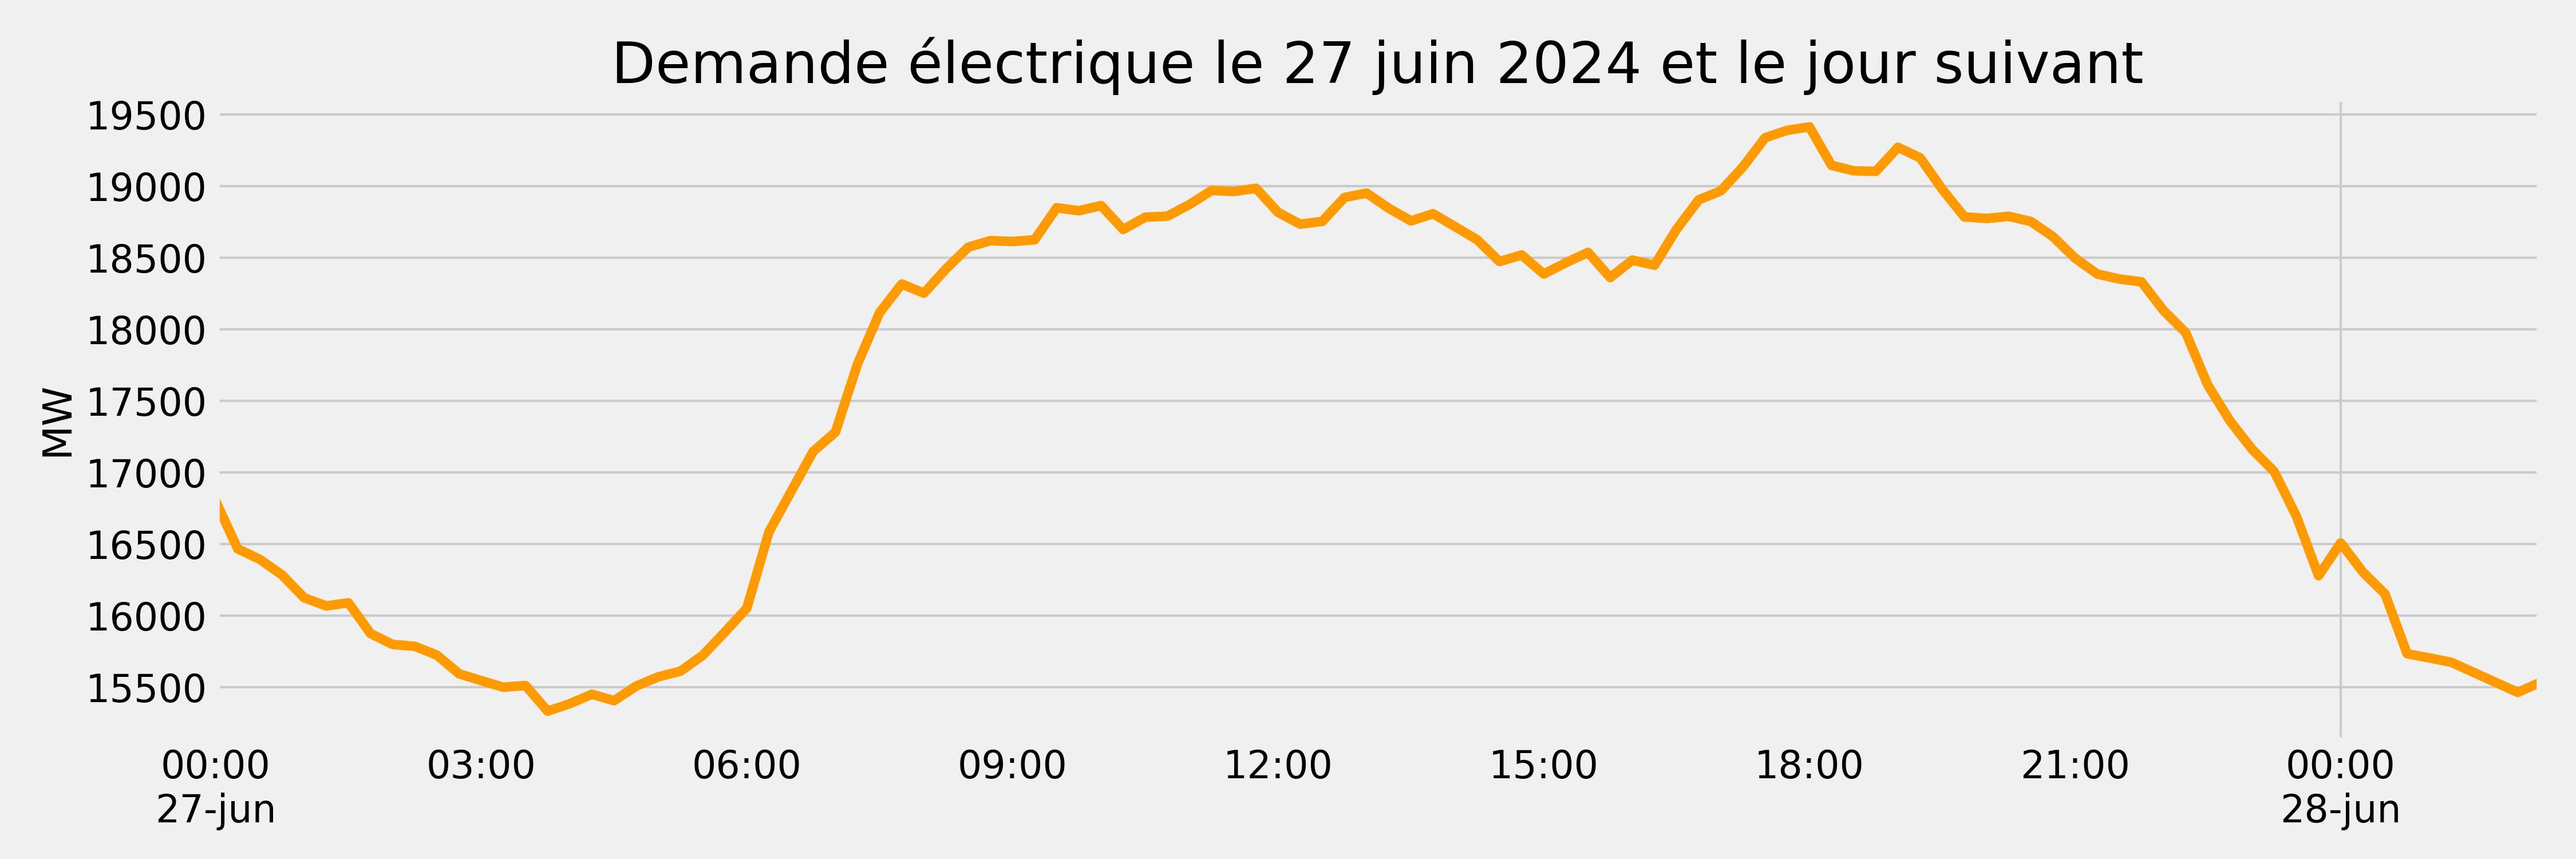 Demande électrique le 27 juin 2024 et le jour suivant
19500
19000
18500
18000
17500
17000
16500
16000
15500
MW
00:00 03:00 06:00 09:00 12:00 15:00 18:00 21:00 00:00
27-jun 28-jun